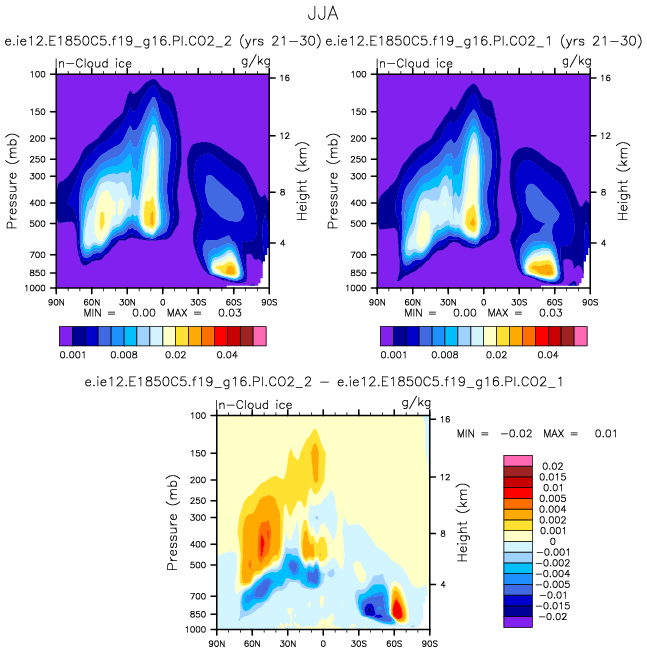 JJA
e.ie12.E1850C5.f19_g16.PI.CO2_2 (yrs 21-30) e.ie12.E1850C5.f19_g16.PI.CO2_1 (yrs 21-30)
n-Cloud ice g/kg n-Cloud ice g/kg
100 16 100 16
150 150
200 12 200 12
250 250
300 300
Pressure (mb) Height (km) Pressure (mb) Height (km)
400 8 400 8
500 500
4 4
700 700
850 850
1000 1000
90N 60N 30N 0 30S 60S 90S 90N 60N 30N 0 30S 60S 90S
MIN = 0.00 MAX = 0.03 MIN = 0.00 MAX = 0.03
0.001 0.008 0.02 0.04 0.001 0.008 0.02 0.04
e.ie12.E1850C5.f19_g16.PI.CO2_2 - e.ie12.E1850C5.f19_g16.PI.CO2_1
n-Cloud ice g/kg
100 16
MIN = -0.02 MAX = 0.01
150
200 12
250
300
Pressure (mb) Height (km)
400 8
500
4
700
850
1000
90N 60N 30N 0 30S 60S 90S
0.02
0.015
0.01
0.005
0.004
0.002
0.001
0
-0.001
-0.002
-0.004
-0.005
-0.01
-0.015
-0.02